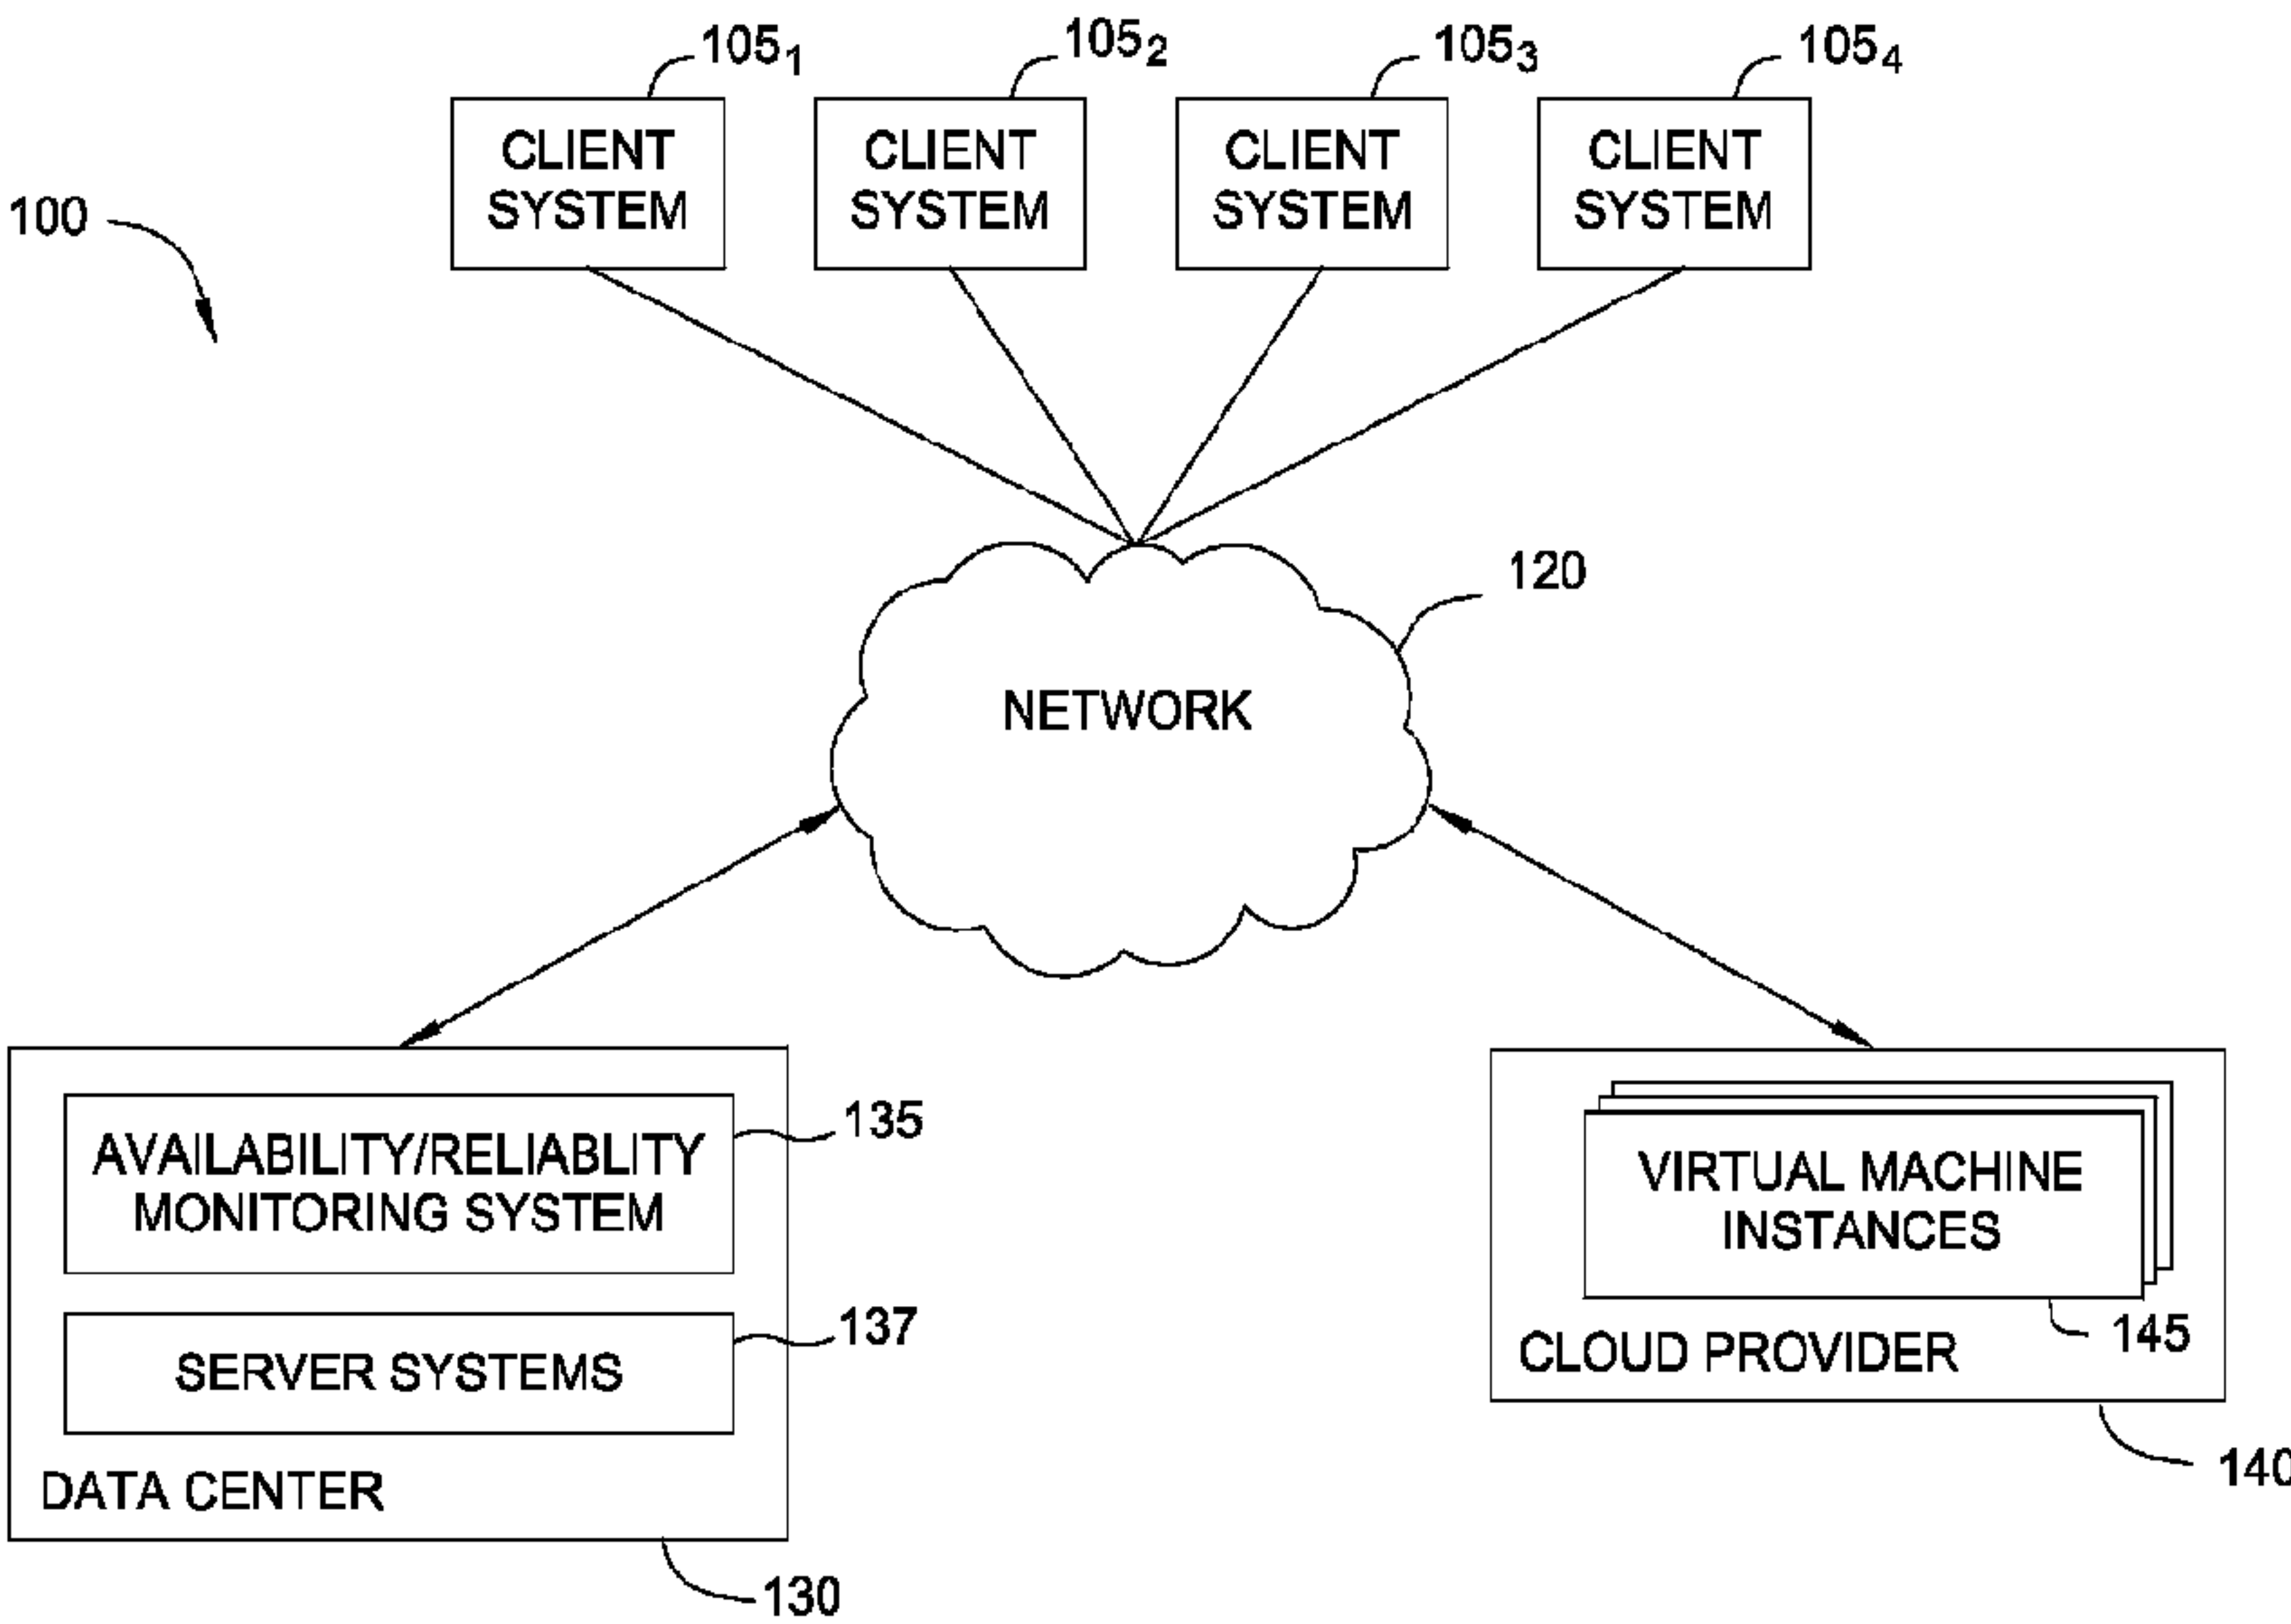 105₁
105₂
105₃
105₄
CLIENT
SYSTEM
CLIENT
SYSTEM
CLIENT
SYSTEM
CLIENT
SYSTEM
100
120
NETWORK
135
AVAILABILITY/RELIABLITY
MONITORING SYSTEM
137
SERVER SYSTEMS
DATA CENTER
130
VIRTUAL MACHINE
INSTANCES
145
CLOUD PROVIDER
140